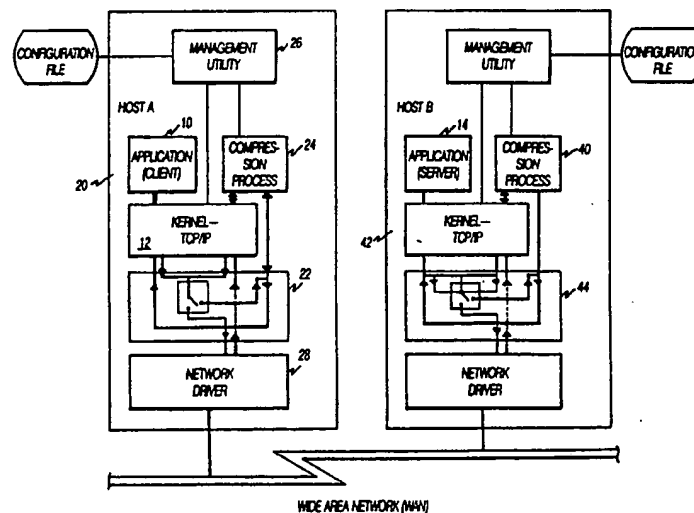 CONFIGURATION
FILE
MANAGEMENT
UTILITY
26
HOST A
10
APPLICATION
(CLIENT)
24
COMPRES-
SION
PROCESS
20
KERNEL—
TCP/IP
12
22
28
NETWORK
DRIVER
MANAGEMENT
UTILITY
CONFIGURATION
FILE
HOST B
14
APPLICATION
(SERVER)
40
COMPRES-
SION
PROCESS
42
KERNEL—
TCP/IP
44
NETWORK
DRIVER
WIDE AREA NETWORK (WAN)